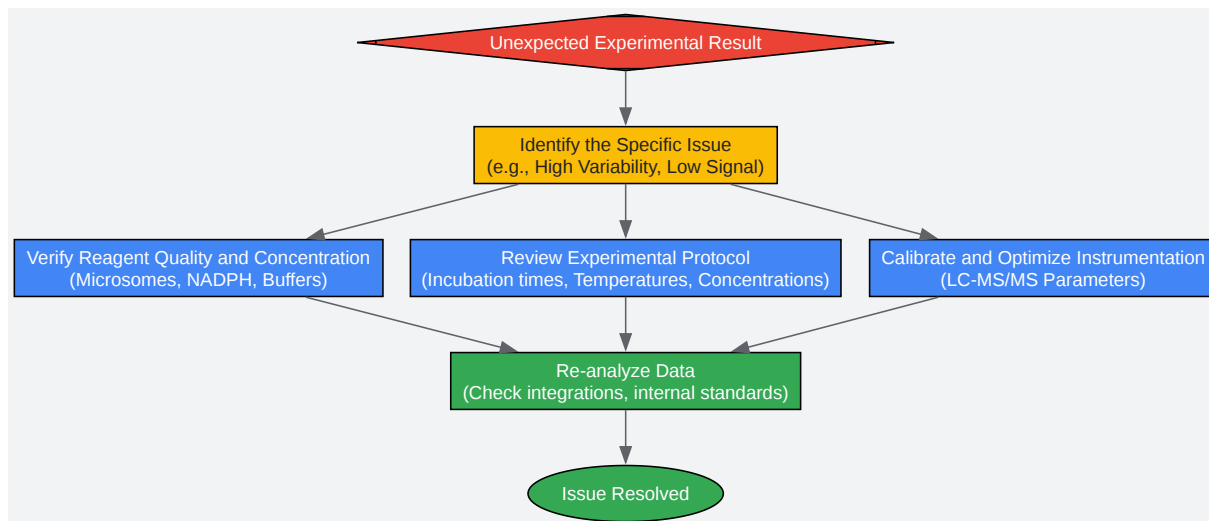 Unexpected Experimental Result
Identify the Specific Issue
(e.g., High Variability, Low Signal)
Verify Reagent Quality and Concentration
(Microsomes, NADPH, Buffers)
Review Experimental Protocol
(Incubation times, Temperatures, Concentrations)
Calibrate and Optimize Instrumentation
(LC-MS/MS Parameters)
Re-analyze Data
(Check integrations, internal standards)
Issue Resolved